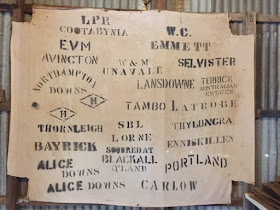 LPR
COOTABYNIA
W.C.
EVM
EMMETT
AVINGTON
W & M
UNAVALE
SELVISTER
NORTHAMPTON
DOWNS
LANSDOWNE
TERRICK
AUSTRALIAN
ESTATES
H
H
TAMBO
LATROBE
THORNLEIGH
SBL
THYLUNGRA
LORNE
ENNISKILLEN
BAYRICK
SCOURED AT
BLACKALL
Q'LAND
PORTLAND
ALICE
DOWNS
ALICE DOWNS
CARLOW